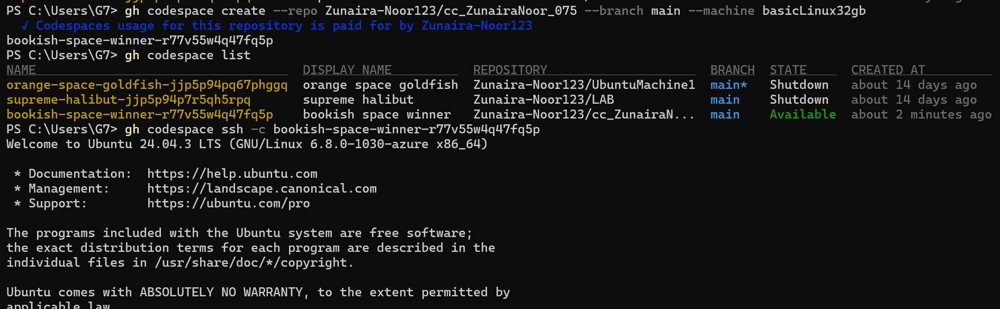 PS C:\Users\G7> gh codespace create --repo Zunaira-Noor123/cc_ZunairaNoor_075 --branch main --machine basicLinux32gb
✓ Codespaces usage for this repository is paid for by Zunaira-Noor123
bookish-space-winner-r77v55w4q47fq5p
PS C:\Users\G7> gh codespace list
NAME DISPLAY NAME REPOSITORY BRANCH STATE CREATED AT
orange-space-goldfish-jjp5p94pq67phggq orange space goldfish Zunaira-Noor123/UbuntuMachine1 main* Shutdown about 14 days ago
supreme-halibut-jjp5p94p7r5qh5rpq supreme halibut Zunaira-Noor123/LAB main Shutdown about 14 days ago
bookish-space-winner-r77v55w4q47fq5p bookish space winner Zunaira-Noor123/cc_ZunairaN... main Available about 2 minutes ago
PS C:\Users\G7> gh codespace ssh -c bookish-space-winner-r77v55w4q47fq5p
Welcome to Ubuntu 24.04.3 LTS (GNU/Linux 6.8.0-1030-azure x86_64)
* Documentation: https://help.ubuntu.com
* Management: https://landscape.canonical.com
* Support: https://ubuntu.com/pro
The programs included with the Ubuntu system are free software;
the exact distribution terms for each program are described in the
individual files in /usr/share/doc/*/copyright.
Ubuntu comes with ABSOLUTELY NO WARRANTY, to the extent permitted by
applicable law